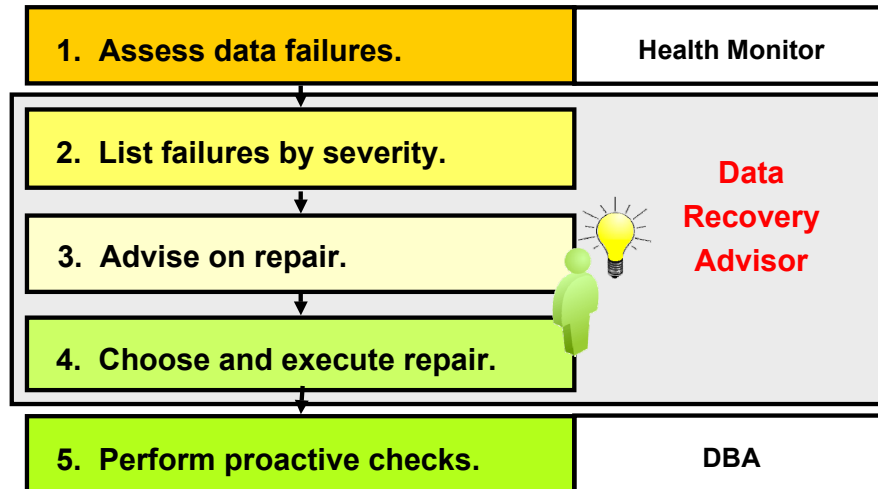 1. Assess data failures.
Health Monitor
2. List failures by severity.
Data
Recovery
Advisor
3. Advise on repair.
4. Choose and execute repair.
5. Perform proactive checks.
DBA